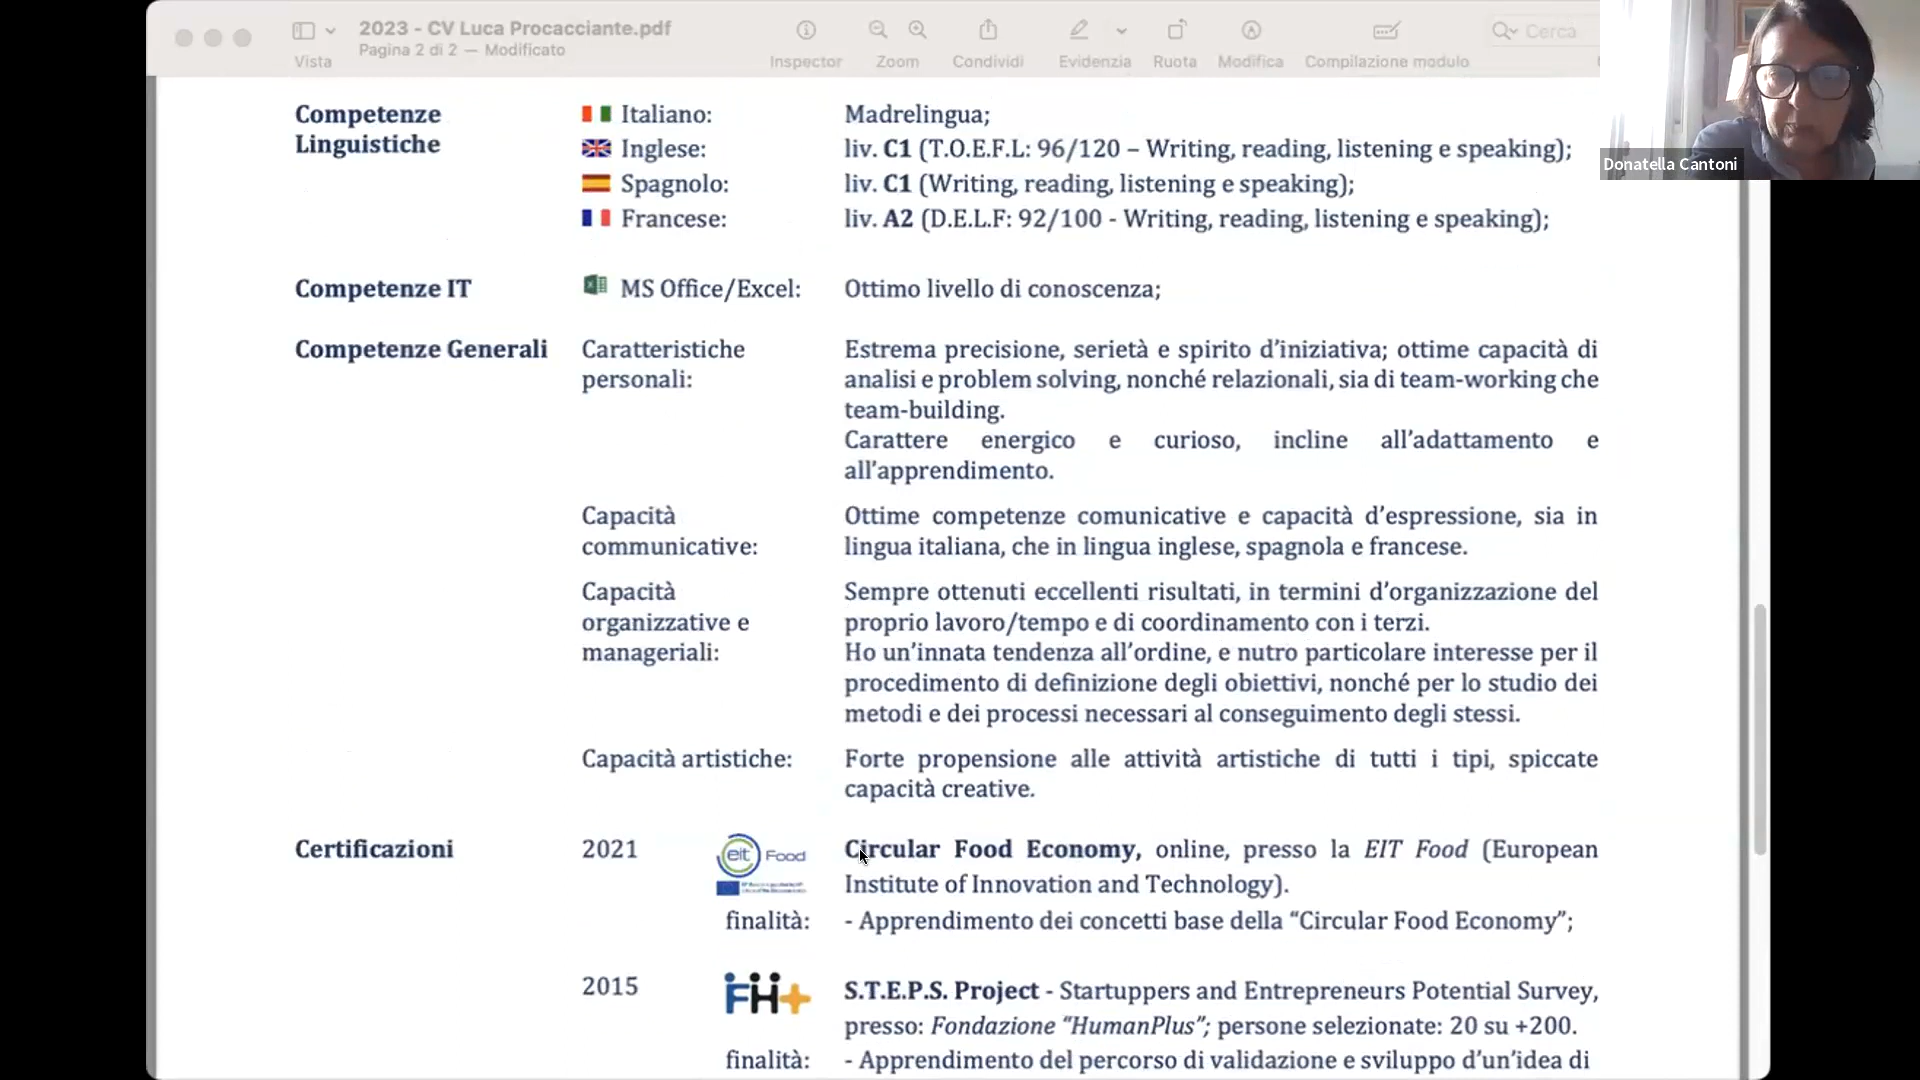 2023 - CV Luca Procacciante.pdf
Pagina 2 di 2 — Modificato
Vista
Inspector
Zoom
Condividi
Evidenzia
Ruota
Modifica
Compilazione modulo
Cerca
Donatella Cantoni
Competenze
Linguistiche
Italiano: Madrelingua;
Inglese: liv. C1 (T.O.E.F.L: 96/120 – Writing, reading, listening e speaking);
Spagnolo: liv. C1 (Writing, reading, listening e speaking);
Francese: liv. A2 (D.E.L.F: 92/100 - Writing, reading, listening e speaking);
Competenze IT MS Office/Excel: Ottimo livello di conoscenza;
Competenze Generali
Caratteristiche
personali:
Estrema precisione, serietà e spirito d’iniziativa; ottime capacità di
analisi e problem solving, nonché relazionali, sia di team-working che
team-building.
Carattere energico e curioso, incline all’adattamento e
all’apprendimento.
Capacità
communicative:
Ottime competenze comunicative e capacità d’espressione, sia in
lingua italiana, che in lingua inglese, spagnola e francese.
Capacità
organizzative e
manageriali:
Sempre ottenuti eccellenti risultati, in termini d’organizzazione del
proprio lavoro/tempo e di coordinamento con i terzi.
Ho un’innata tendenza all’ordine, e nutro particolare interesse per il
procedimento di definizione degli obiettivi, nonché per lo studio dei
metodi e dei processi necessari al conseguimento degli stessi.
Capacità artistiche:
Forte propensione alle attività artistiche di tutti i tipi, spiccate
capacità creative.
Certificazioni
2021
eit Food
Circular Food Economy, online, presso la EIT Food (European
Institute of Innovation and Technology).
finalità: - Apprendimento dei concetti base della “Circular Food Economy”;
2015
FH+
S.T.E.P.S. Project - Startuppers and Entrepreneurs Potential Survey,
presso: Fondazione “HumanPlus”; persone selezionate: 20 su +200.
finalità: - Apprendimento del percorso di validazione e sviluppo d’un’idea di